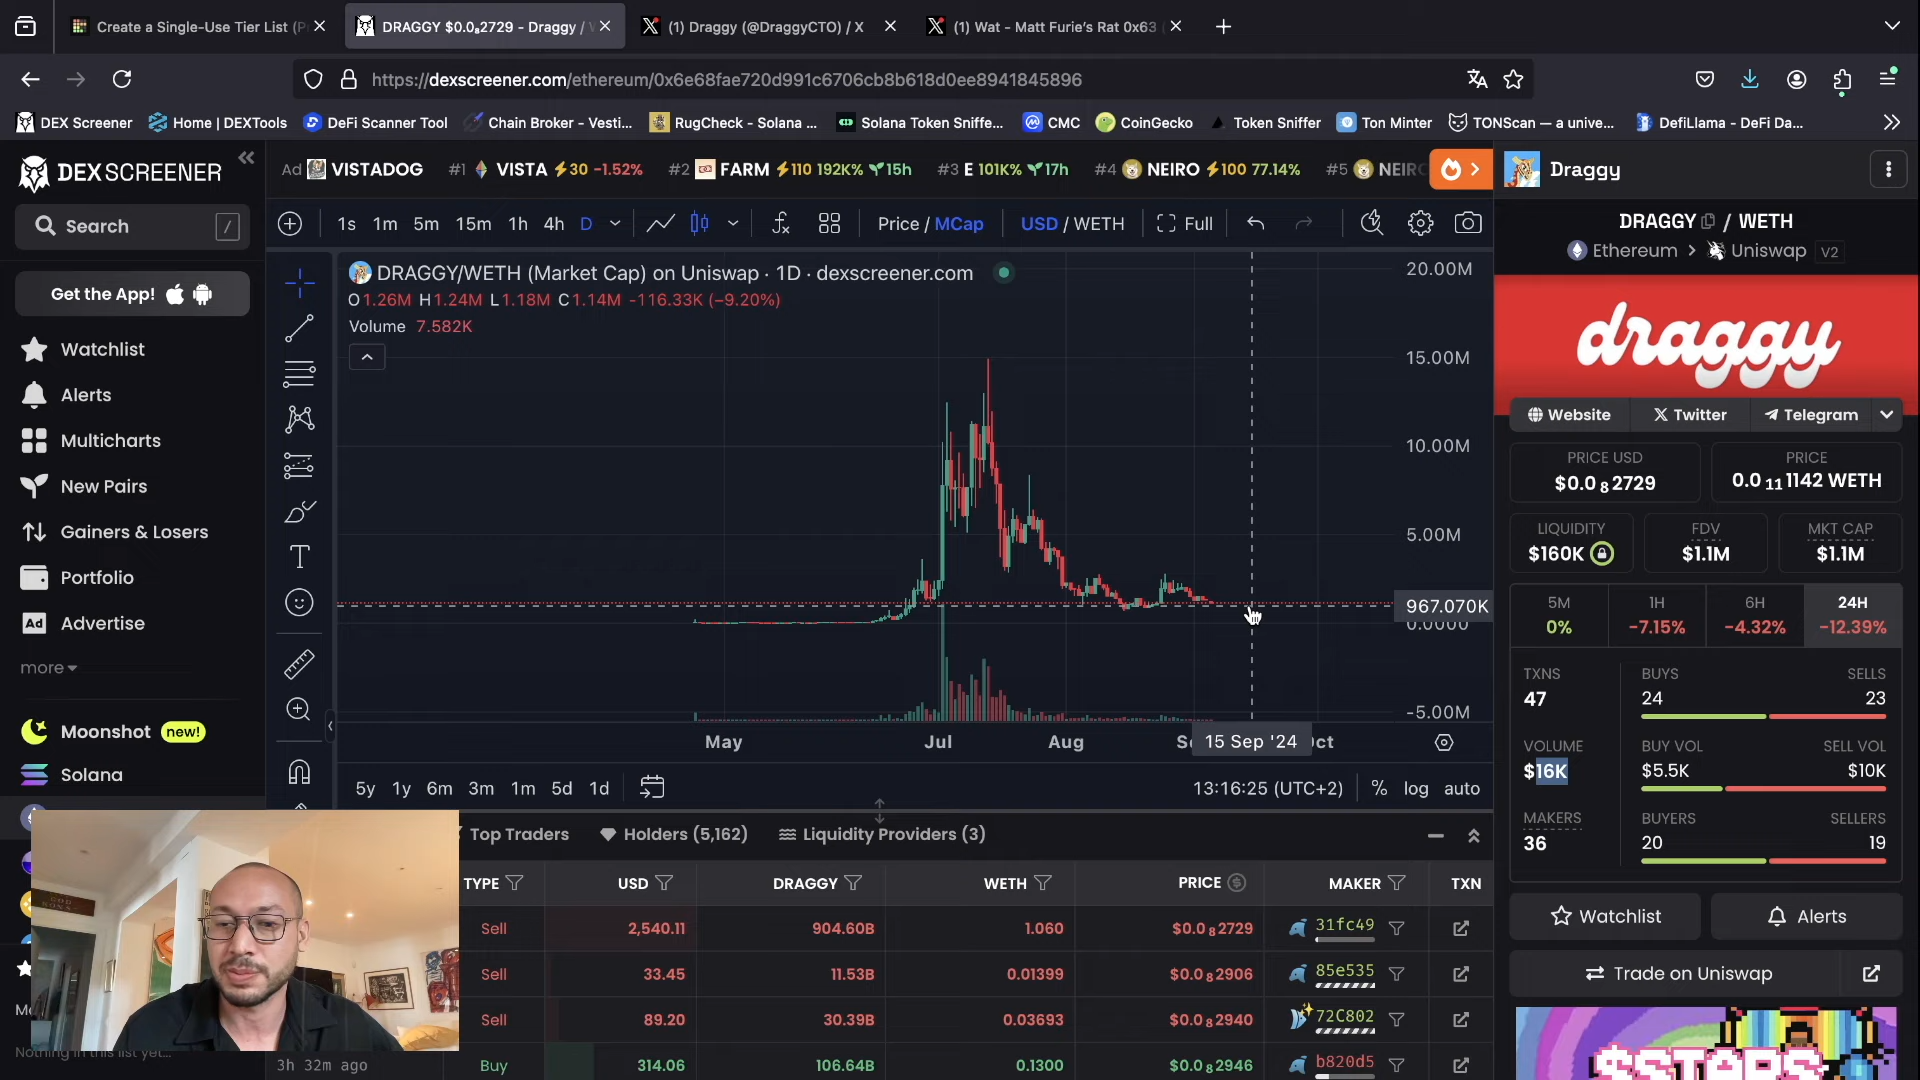 Create a Single-Use Tier List (P
DRAGGY $0.0₈2729 - Draggy / 
(1) Draggy (@DraggyCTO) / X
(1) Wat - Matt Furie's Rat 0x63
https://dexscreener.com/ethereum/0x6e68fae720d991c6706cb8b618d0ee8941845896
DEX Screener
Home | DEXTools
DeFi Scanner Tool
Chain Broker - Vesti...
RugCheck - Solana ...
Solana Token Sniffe...
CMC
CoinGecko
Token Sniffer
Ton Minter
TONScan — a unive...
DefiLlama - DeFi Da...
DEX SCREENER
Search /
Get the App!
Watchlist
Alerts
Multicharts
New Pairs
Gainers & Losers
Portfolio
Ad Advertise
more
Moonshot new!
Solana
Ad VISTADOG #1 VISTA 30 -1.52% #2 FARM 110 192K% 15h #3 E 101K% 17h #4 NEIRO 100 77.14% #5 NEIR
1s 1m 5m 15m 1h 4h D Price / MCap USD / WETH Full
DRAGGY/WETH (Market Cap) on Uniswap · 1D · dexscreener.com
O1.26M H1.24M L1.18M C1.14M -116.33K (−9.20%)
Volume 7.582K
20.00M
15.00M
10.00M
5.00M
967.070K
0.0000
-5.00M
May Jul Aug 15 Sep '24
5y 1y 6m 3m 1m 5d 1d 13:16:25 (UTC+2) % log auto
Top Traders Holders (5,162) Liquidity Providers (3)
TYPE USD DRAGGY WETH PRICE MAKER TXN
Sell 2,540.11 904.60B 1.060 $0.0₈2729 31fc49
Sell 33.45 11.53B 0.01399 $0.0₈2906 85e535
Sell 89.20 30.39B 0.03693 $0.0₈2940 72C802
3h 32m ago Buy 314.06 106.64B 0.1300 $0.0₈2946 b820d5
Nothing in this list yet...
Draggy
DRAGGY / WETH
Ethereum > Uniswap V2
draggy
Website Twitter Telegram
PRICE USD
$0.0₈2729
PRICE
0.0₁₁1142 WETH
LIQUIDITY
$160K
FDV
$1.1M
MKT CAP
$1.1M
5M
0%
1H
-7.15%
6H
-4.32%
24H
-12.39%
TXNS
47
BUYS
24
SELLS
23
VOLUME
$16K
BUY VOL
$5.5K
SELL VOL
$10K
MAKERS
36
BUYERS
20
SELLERS
19
Watchlist
Alerts
Trade on Uniswap
$STARS